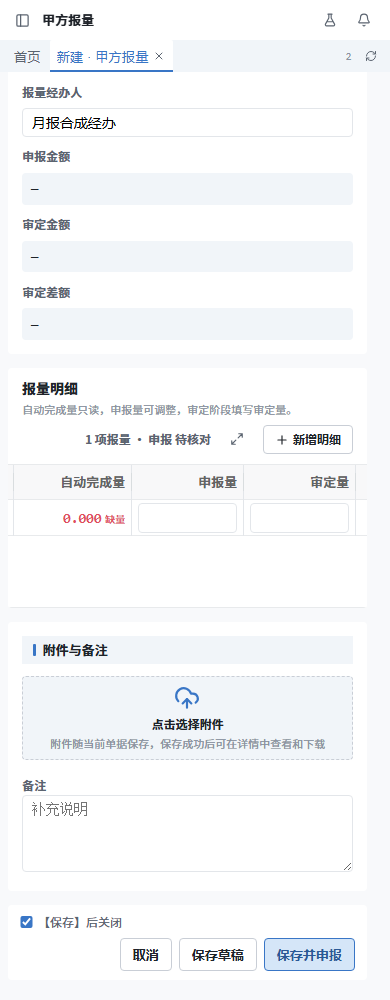 甲方报量
首页
新建 · 甲方报量
2
报量经办人
月报合成经办
申报金额
—
审定金额
—
审定差额
—
报量明细
自动完成量只读，申报量可调整，审定阶段填写审定量。
1 项报量 • 申报 待核对
新增明细
自动完成量 申报量 审定量
0.000 缺量
附件与备注
点击选择附件
附件随当前单据保存，保存成功后可在详情中查看和下载
备注
补充说明
【保存】后关闭
取消 保存草稿 保存并申报